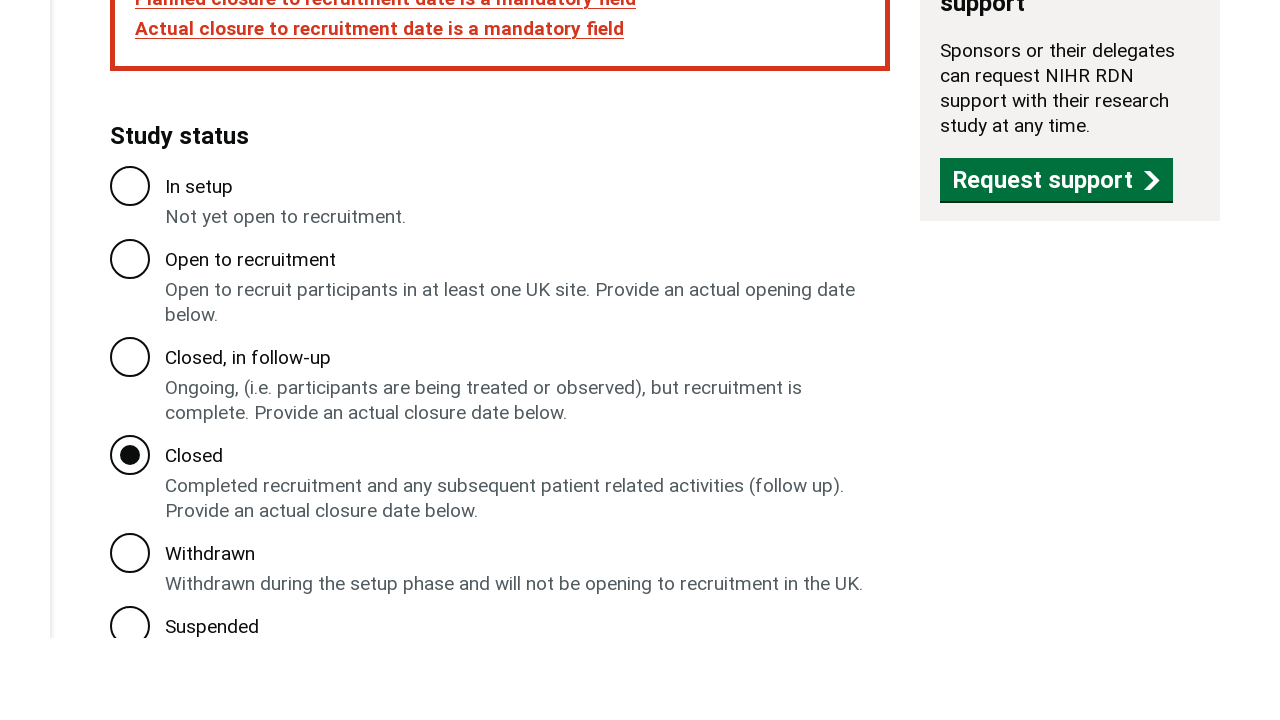 Planned closure to recruitment date is a mandatory field
Actual closure to recruitment date is a mandatory field
Study status
In setup
Not yet open to recruitment.
Open to recruitment
Open to recruit participants in at least one UK site. Provide an actual opening date
below.
Closed, in follow-up
Ongoing, (i.e. participants are being treated or observed), but recruitment is
complete. Provide an actual closure date below.
Closed
Completed recruitment and any subsequent patient related activities (follow up).
Provide an actual closure date below.
Withdrawn
Withdrawn during the setup phase and will not be opening to recruitment in the UK.
Suspended
support
Sponsors or their delegates
can request NIHR RDN
support with their research
study at any time.
Request support